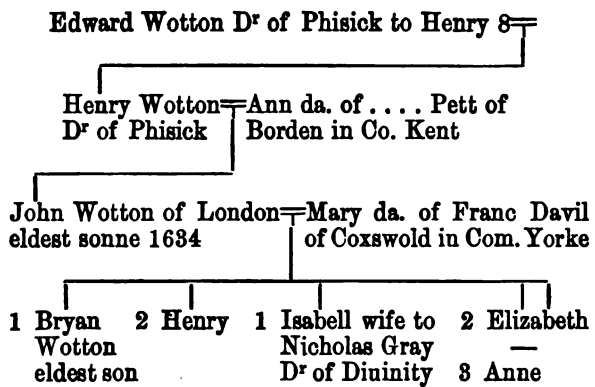 Edward Wotton Dr of Phisick to Henry 8
Henry Wotton Ann da. of .... Pett of
Dr of Phisick Borden in Co. Kent
John Wotton of London Mary da. of Franc Davil
eldest sonne 1634 of Coxswold in Com. Yorke
1 Bryan 2 Henry 1 Isabell wife to 2 Elizabeth
Wotton Nicholas Gray —
eldest son Dr of Diuinity 3 Anne